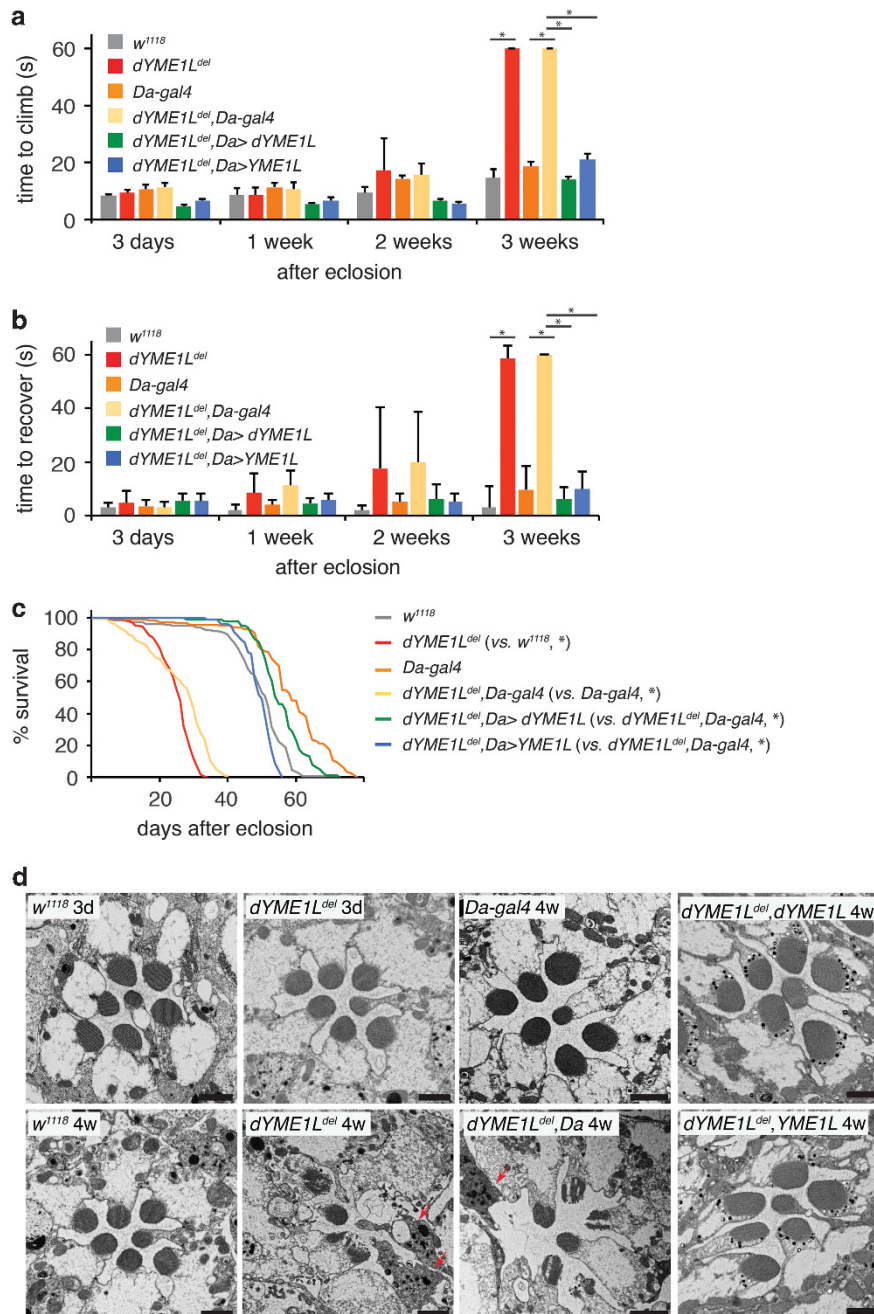 a
time to climb (s)
60
40
20
0
w1118
dYME1Ldel
Da-gal4
dYME1Ldel,Da-gal4
dYME1Ldel,Da> dYME1L
dYME1Ldel,Da>YME1L
*
*
*
*
3 days
1 week
2 weeks
3 weeks
after eclosion
b
time to recover (s)
60
40
20
0
w1118
dYME1Ldel
Da-gal4
dYME1Ldel,Da-gal4
dYME1Ldel,Da> dYME1L
dYME1Ldel,Da>YME1L
*
*
*
*
3 days
1 week
2 weeks
3 weeks
after eclosion
c
% survival
100
80
60
40
20
0
20
40
60
days after eclosion
w1118
dYME1Ldel (vs. w1118, *)
Da-gal4
dYME1Ldel,Da-gal4 (vs. Da-gal4, *)
dYME1Ldel,Da> dYME1L (vs. dYME1Ldel,Da-gal4, *)
dYME1Ldel,Da>YME1L (vs. dYME1Ldel,Da-gal4, *)
d
w1118 3d
dYME1Ldel 3d
Da-gal4 4w
dYME1Ldel,dYME1L 4w
w1118 4w
dYME1Ldel 4w
dYME1Ldel,Da 4w
dYME1Ldel,YME1L 4w